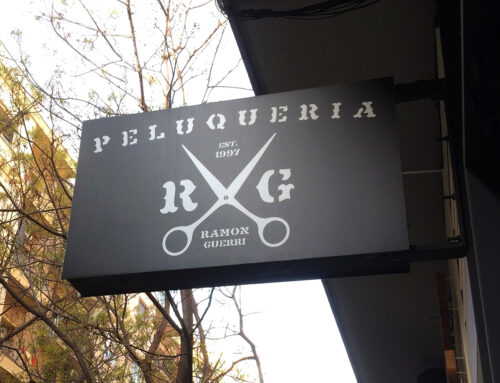 PELUQUERIA
EST.
1997
R G
RAMON
GUERRI